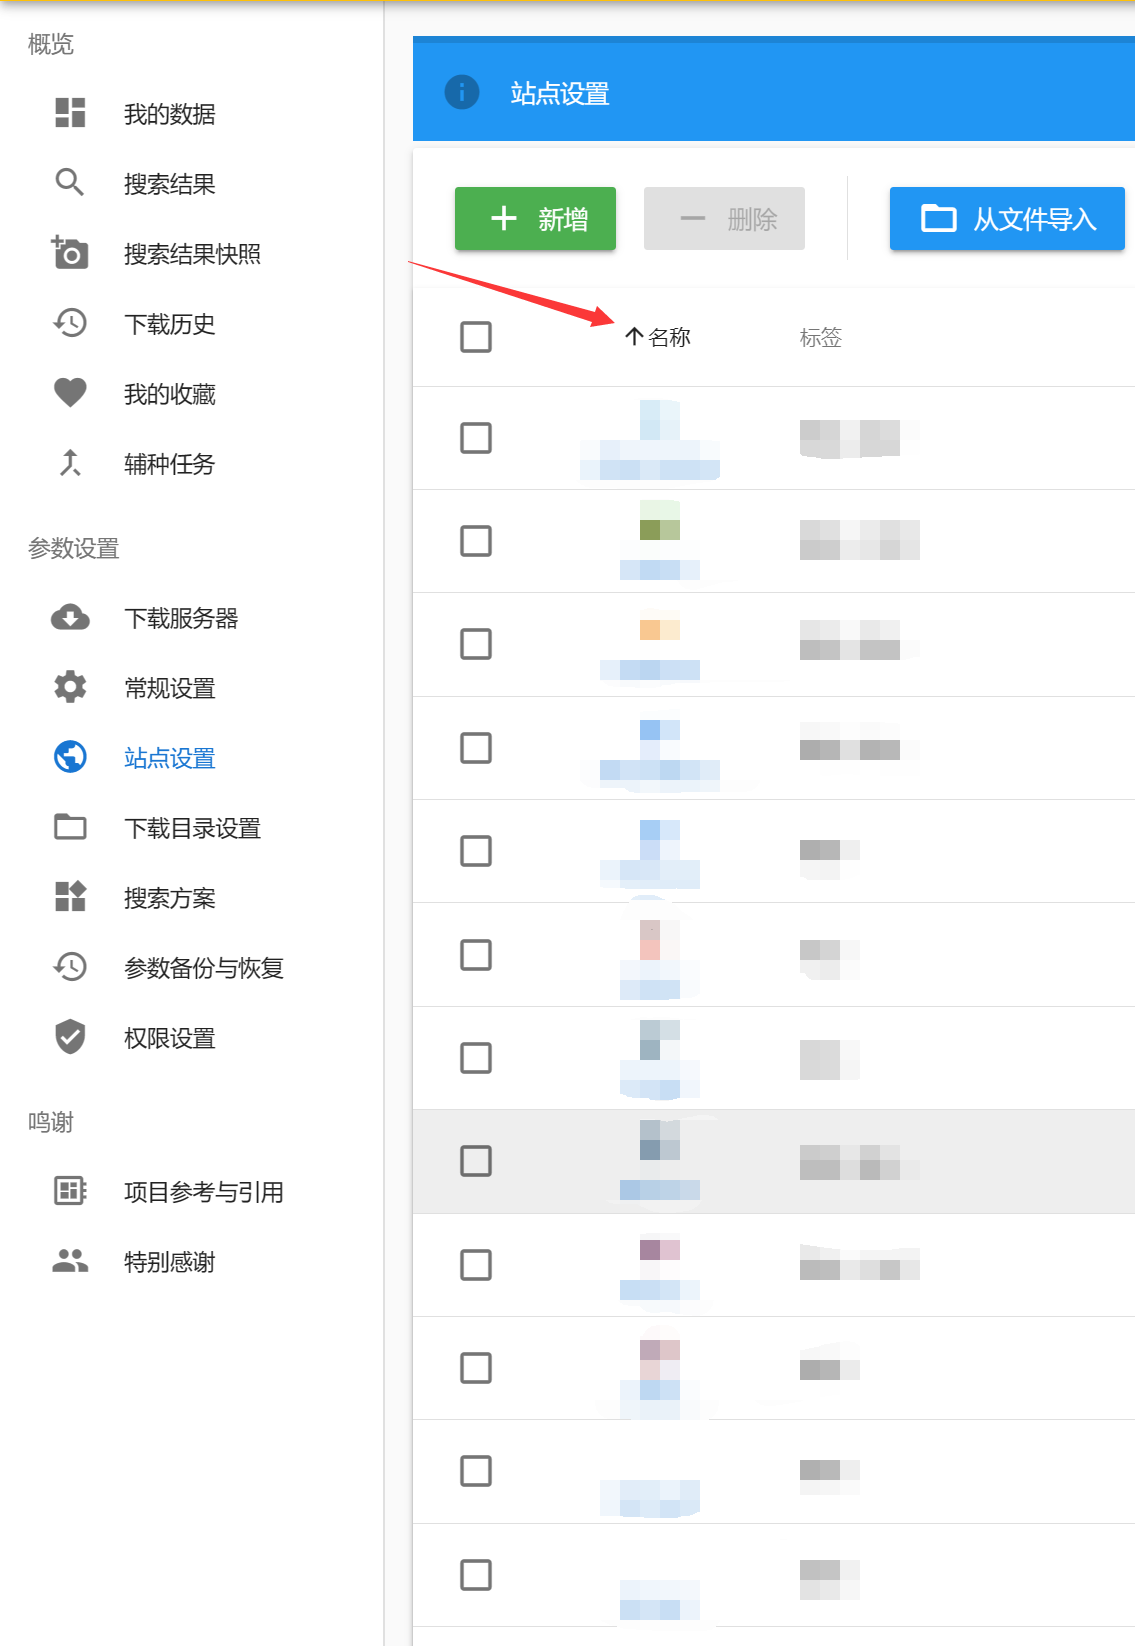 概览
我的数据
搜索结果
搜索结果快照
下载历史
我的收藏
辅种任务
参数设置
下载服务器
常规设置
站点设置
下载目录设置
搜索方案
参数备份与恢复
权限设置
鸣谢
项目参考与引用
特别感谢
站点设置
新增
删除
从文件导入
名称
标签